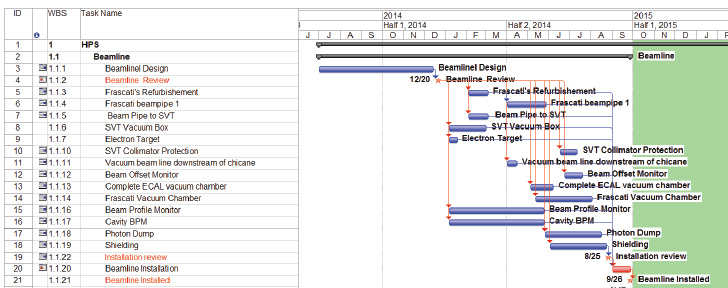 ID WBS Task Name 2014 2015
Half 1, 2014 Half 2, 2014 Half 1, 2015
J J A S O N D J F M A M J J A S O N D J F
1 1 HPS
2 1.1 Beamline Beamline
3 1.1.1 Beamlinel Design Beamlinel Design
4 1.1.2 Beamline Review 12/20 Beamline Review
5 1.1.3 Frascati's Refurbishement Frascati's Refurbishement
6 1.1.4 Frascati beampipe 1 Frascati beampipe 1
7 1.1.5 Beam Pipe to SVT Beam Pipe to SVT
8 1.1.6 SVT Vacuum Box SVT Vacuum Box
9 1.1.7 Electron Target Electron Target
10 1.1.10 SVT Collimator Protection SVT Collimator Protection
11 1.1.11 Vacuum beam line downstream of chicane Vacuum beam line downstream of chicane
12 1.1.12 Beam Offset Monitor Beam Offset Monitor
13 1.1.13 Complete ECAL vacuum chamber Complete ECAL vacuum chamber
14 1.1.14 Frascati Vacuum Chamber Frascati Vacuum Chamber
15 1.1.16 Beam Profile Monitor Beam Profile Monitor
16 1.1.17 Cavity BPM Cavity BPM
17 1.1.18 Photon Dump Photon Dump
18 1.1.19 Shielding Shielding
19 1.1.22 Installation review 8/25 Installation review
20 1.1.20 Beamline Installation
21 1.1.21 Beamline Installed 9/26 Beamline Installed